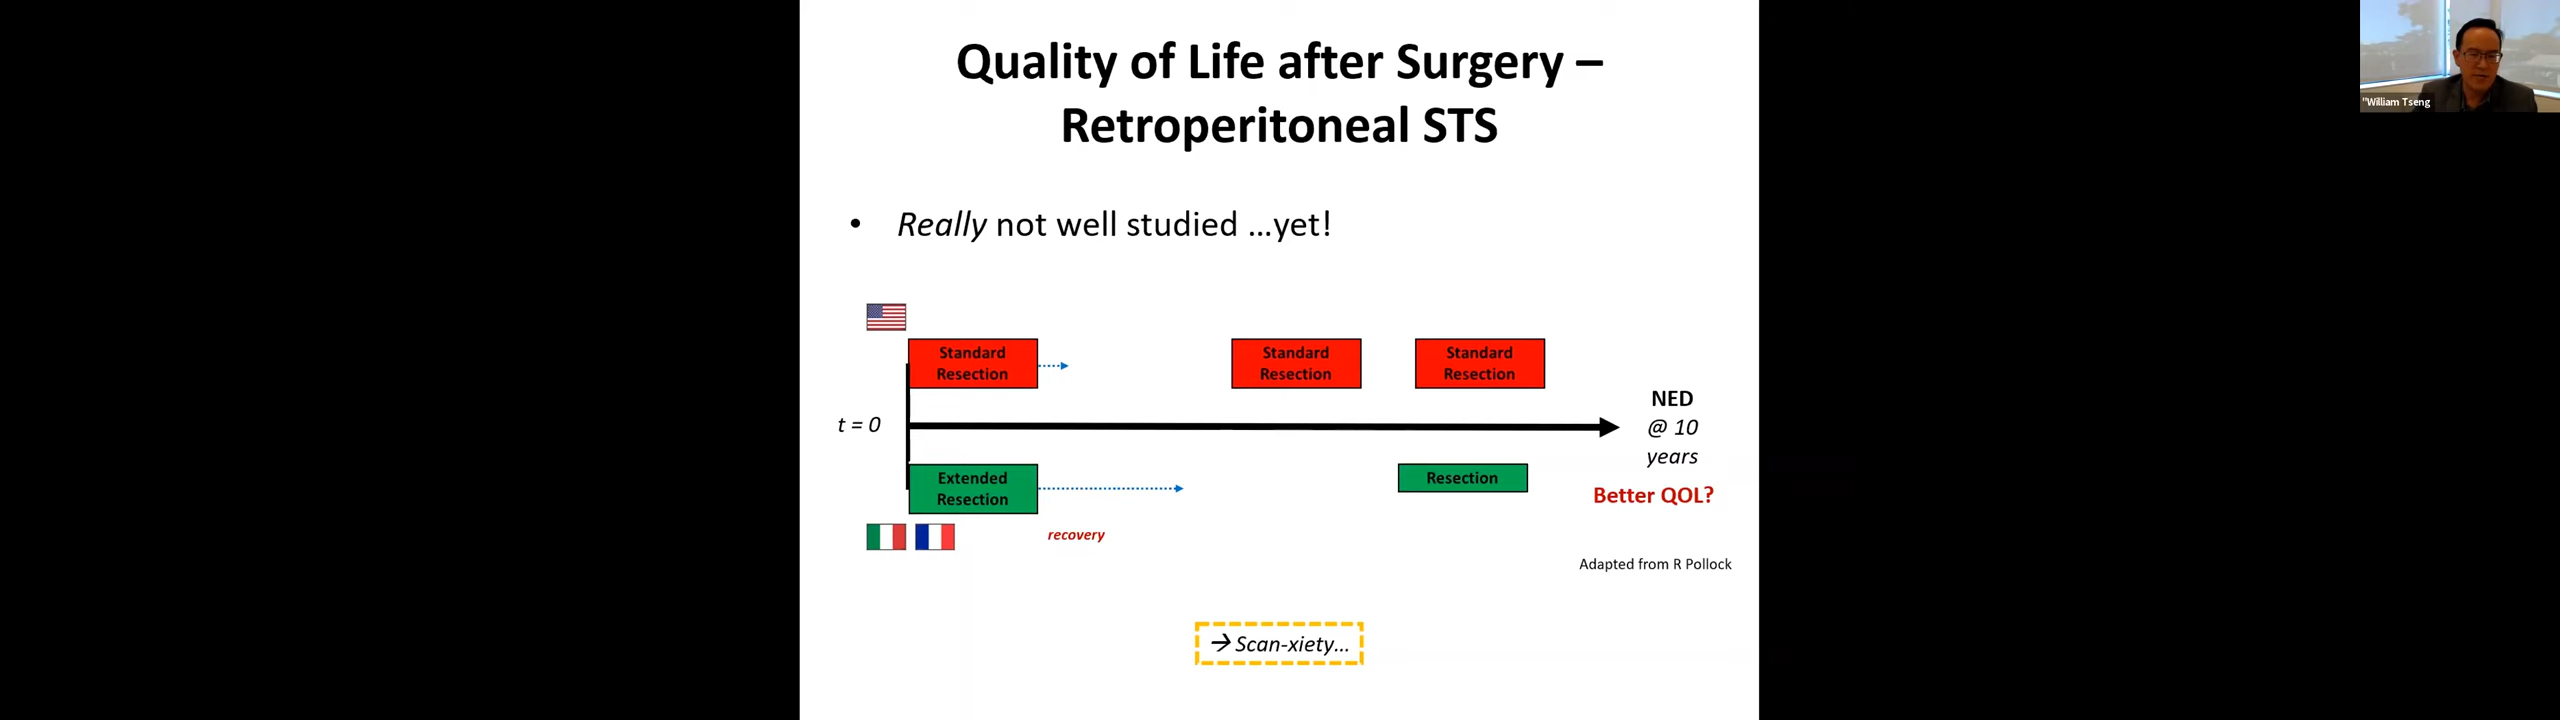 Quality of Life after Surgery –
Retroperitoneal STS
• Really not well studied ...yet!
Standard
Resection
Standard
Resection
Standard
Resection
t = 0
NED
@ 10
years
Extended
Resection
Resection
Better QOL?
recovery
Adapted from R Pollock
→ Scan-xiety...
"William Tseng